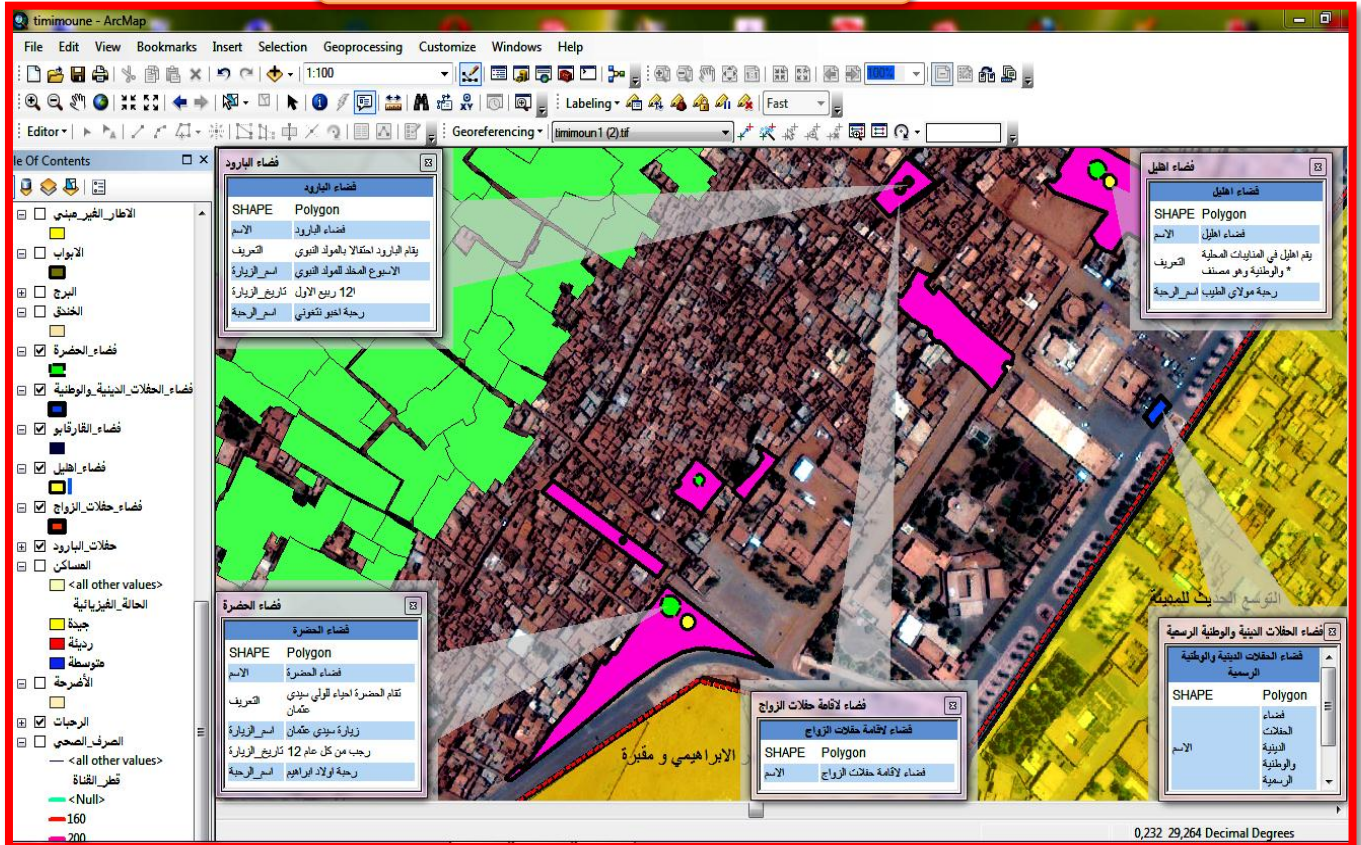 timimoune - ArcMap
File Edit View Bookmarks Insert Selection Geoprocessing Customize Windows Help
1:100
100%
Labeling
Fast
Editor
Georeferencing
timimoun1 (2).tif
le Of Contents
الاطار_الغير_مبني
الابواب
البرج
الخندق
فضاء_الحضرة
فضاء_الحفلات_الدينية_والوطنية
فضاء_القارقابو
فضاء_اهليل
فضاء_حفلات_الزواج
حفلات_البارود
المساكن
<all other values>
الحالة_الفيزيائية
جيدة
رديئة
متوسطة
الأضرحة
الرحبات
الصرف_الصحي
<all other values>
قطر_القناة
<Null>
160
200
فضاء البارود
فضاء البارود
SHAPE Polygon
الاسم فضاء البارود
التعريف يقام البارود احتفالا بالمولد النبوي
اسم_الزيارة الاسبوع المخلد للمولد النبوي
تاريخ_الزيارة 12 ربيع الاول
اسم_الرحبة رحبة اخبو نتغوني
فضاء اهليل
فضاء اهليل
SHAPE Polygon
الاسم فضاء اهليل
التعريف يقم اهليل في المنايبات المحلية
والوطنية وهو مصنف *
اسم_الرحبة رحبة مولاي الطيب
فضاء الحضرة
فضاء الحضرة
SHAPE Polygon
الاسم فضاء الحضرة
التعريف تقام الحضرة احياء للولي سيدي
عثمان
اسم_الزيارة زيارة سيدي عثمان
تاريخ_الزيارة 12 رجب من كل عام
اسم_الرحبة رحبة اولاد ابراهيم
فضاء لاقامة حفلات الزواج
فضاء لاقامة حفلات الزواج
SHAPE Polygon
الاسم فضاء لاقامة حفلات الزواج
التوسع الحديث للمدينة
الابراهيمي و مقبرة
فضاء الحفلات الدينية والوطنية الرسمية
فضاء الحفلات الدينية والوطنية
الرسمية
SHAPE Polygon
الاسم فضاء
الحفلات
الدينية
والوطنية
الرسمية
0,232 29,264 Decimal Degrees